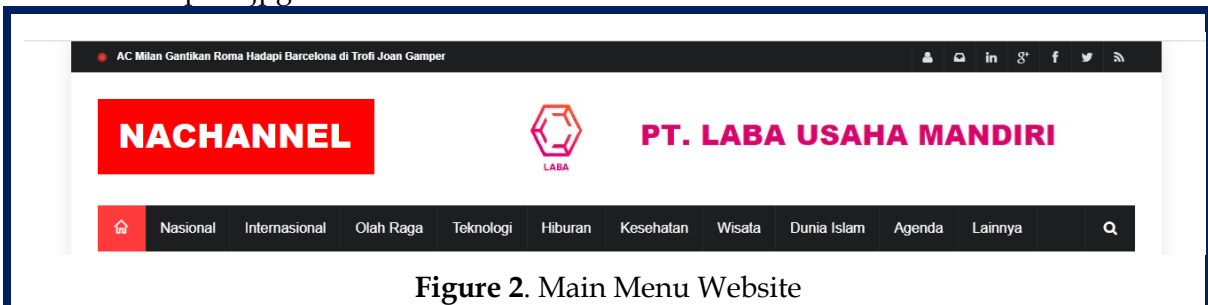 AC Milan Gantikan Roma Hadapi Barcelona di Trofi Joan Gamper
NACHANNEL
LABA
PT. LABA USAHA MANDIRI
Nasional Internasional Olah Raga Teknologi Hiburan Kesehatan Wisata Dunia Islam Agenda Lainnya
Figure 2. Main Menu Website